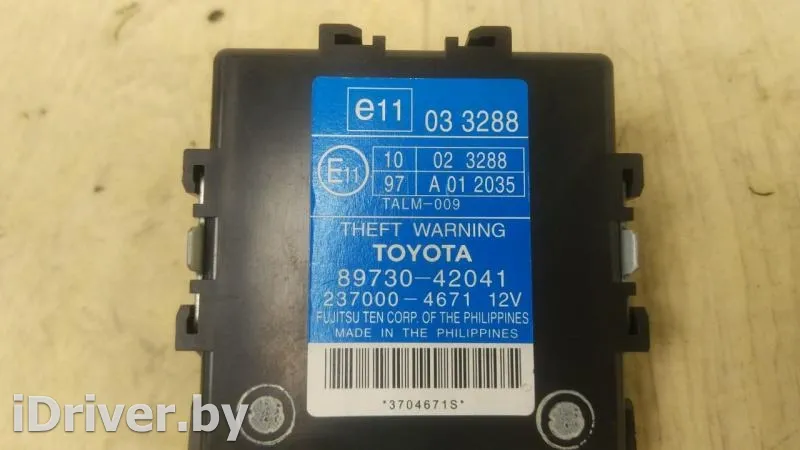 e11 03 3288
E11 10 02 3288
97 A 01 2035
TALM-009
THEFT WARNING
TOYOTA
89730-42041
237000-4671 12V
FUJITSU TEN CORP. OF THE PHILIPPINES
MADE IN THE PHILIPPINES
*3704671S*
iDriver.by